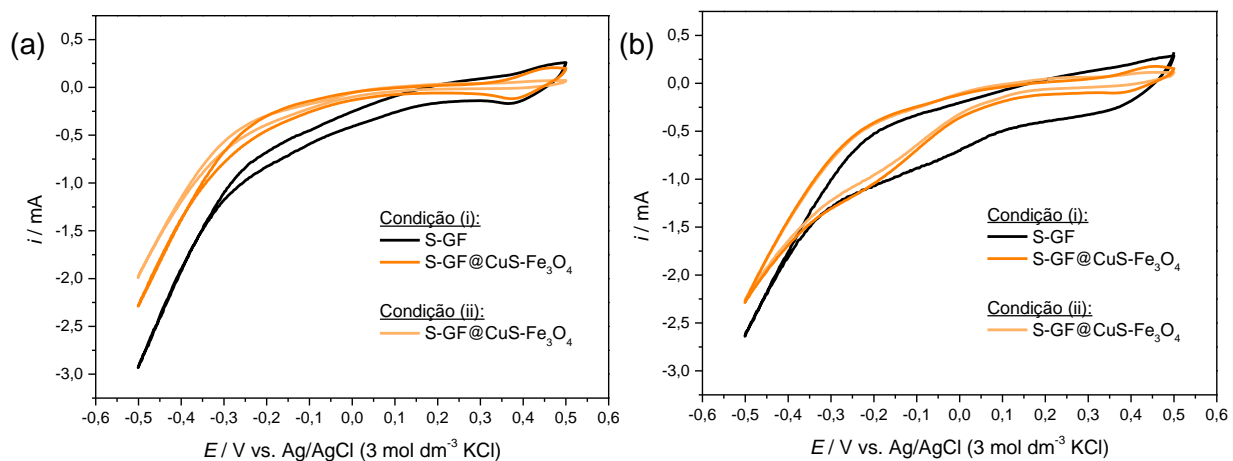 (a)
0,5
0,0
-0,5
-1,0
-1,5
-2,0
-2,5
-3,0
i / mA
Condição (i):
S-GF
S-GF@CuS-Fe₃O₄
Condição (ii):
S-GF@CuS-Fe₃O₄
-0,6 -0,5 -0,4 -0,3 -0,2 -0,1 0,0 0,1 0,2 0,3 0,4 0,5 0,6
E / V vs. Ag/AgCl (3 mol dm⁻³ KCl)
(b)
0,5
0,0
-0,5
-1,0
-1,5
-2,0
-2,5
-3,0
i / mA
Condição (i):
S-GF
S-GF@CuS-Fe₃O₄
Condição (ii):
S-GF@CuS-Fe₃O₄
-0,6 -0,5 -0,4 -0,3 -0,2 -0,1 0,0 0,1 0,2 0,3 0,4 0,5 0,6
E / V vs. Ag/AgCl (3 mol dm⁻³ KCl)